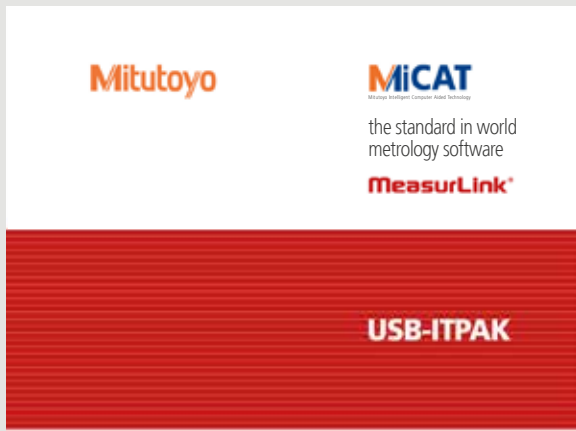 Mitutoyo
MiCAT
Mitutoyo Intelligent Computer Aided Technology
the standard in world
metrology software
MeasurLink®
USB-ITPAK